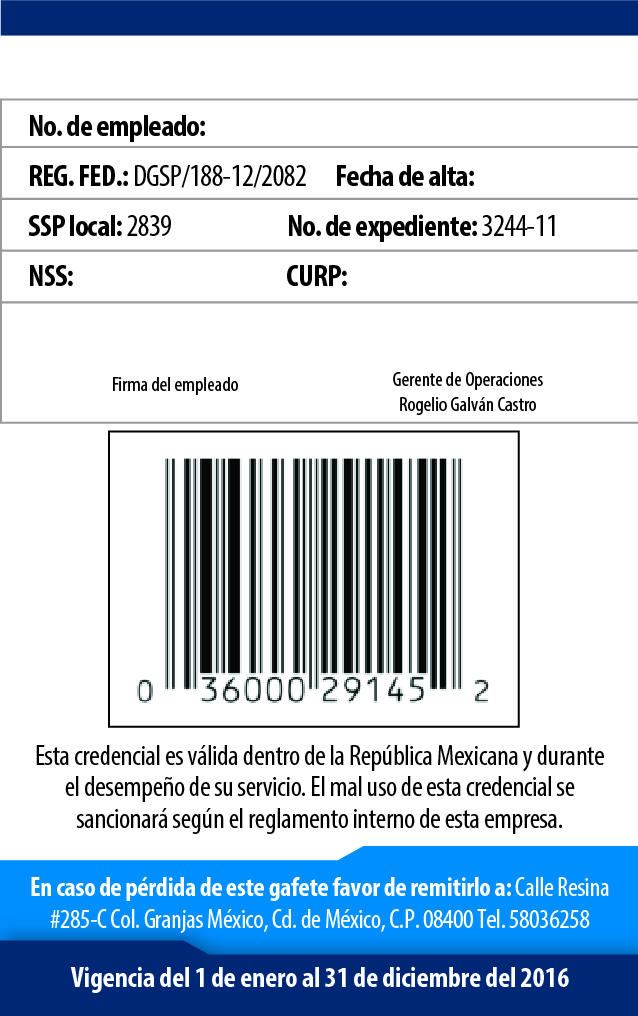 No. de empleado:
REG. FED.: DGSP/188-12/2082 Fecha de alta:
SSP local: 2839 No. de expediente: 3244-11
NSS: CURP:
Firma del empleado
Gerente de Operaciones
Rogelio Galván Castro
0 36000 29145 2
Esta credencial es válida dentro de la República Mexicana y durante
el desempeño de su servicio. El mal uso de esta credencial se
sancionará según el reglamento interno de esta empresa.
En caso de pérdida de este gafete favor de remitirlo a: Calle Resina
#285-C Col. Granjas México, Cd. de México, C.P. 08400 Tel. 58036258
Vigencia del 1 de enero al 31 de diciembre del 2016